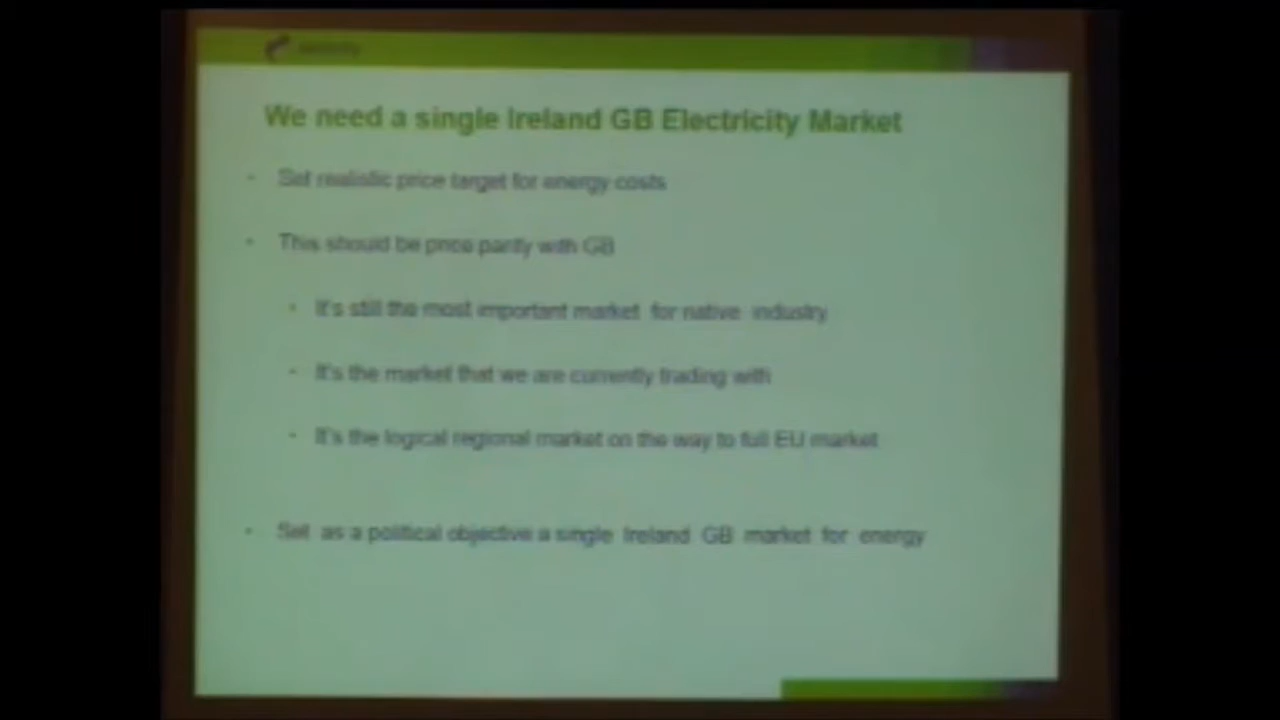 We need a single Ireland GB Electricity Market
Set realistic price target for energy costs
This should be price parity with GB
It's still the most important market for native industry
It's the market that we are currently trading with
It's the logical regional market on the way to full EU market
Set as a political objective a single Ireland GB market for energy